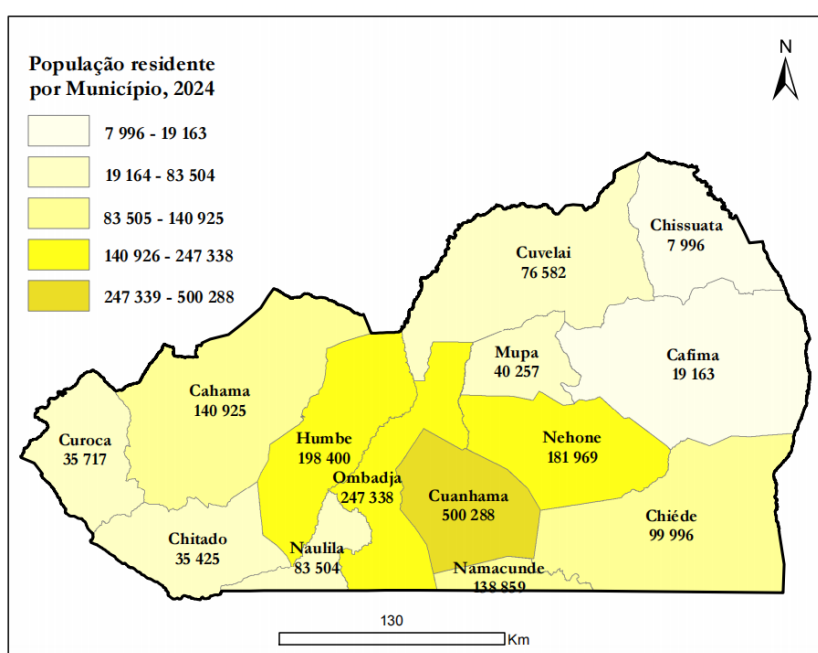 População residente
por Município, 2024
7 996 - 19 163
19 164 - 83 504
83 505 - 140 925
140 926 - 247 338
247 339 - 500 288
N
Chissuata
7 996
Cuvelai
76 582
Mupa
40 257
Cafima
19 163
Cahama
140 925
Curoca
35 717
Humbe
198 400
Nehone
181 969
Ombadja
247 338
Cuanhama
500 288
Chiéde
99 996
Chitado
35 425
Naulila
83 504
Namacunde
138 859
130
Km